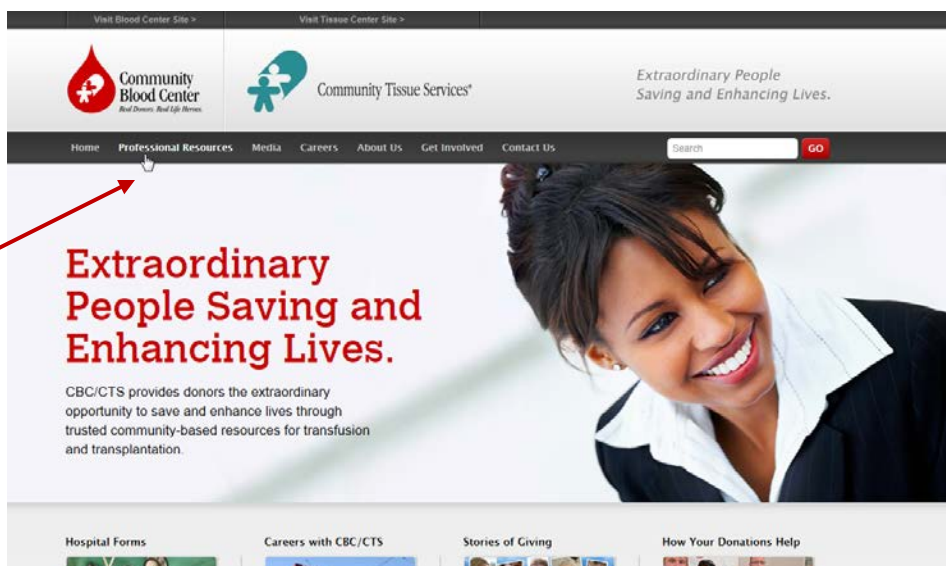 Visit Blood Center Site >
Visit Tissue Center Site >
Community
Blood Center
Real Donors. Real Life Heroes.
Community Tissue Services®
Extraordinary People
Saving and Enhancing Lives.
Home Professional Resources Media Careers About Us Get Involved Contact Us
Search GO
Extraordinary
People Saving and
Enhancing Lives.
CBC/CTS provides donors the extraordinary
opportunity to save and enhance lives through
trusted community-based resources for transfusion
and transplantation.
Hospital Forms
Careers with CBC/CTS
Stories of Giving
How Your Donations Help